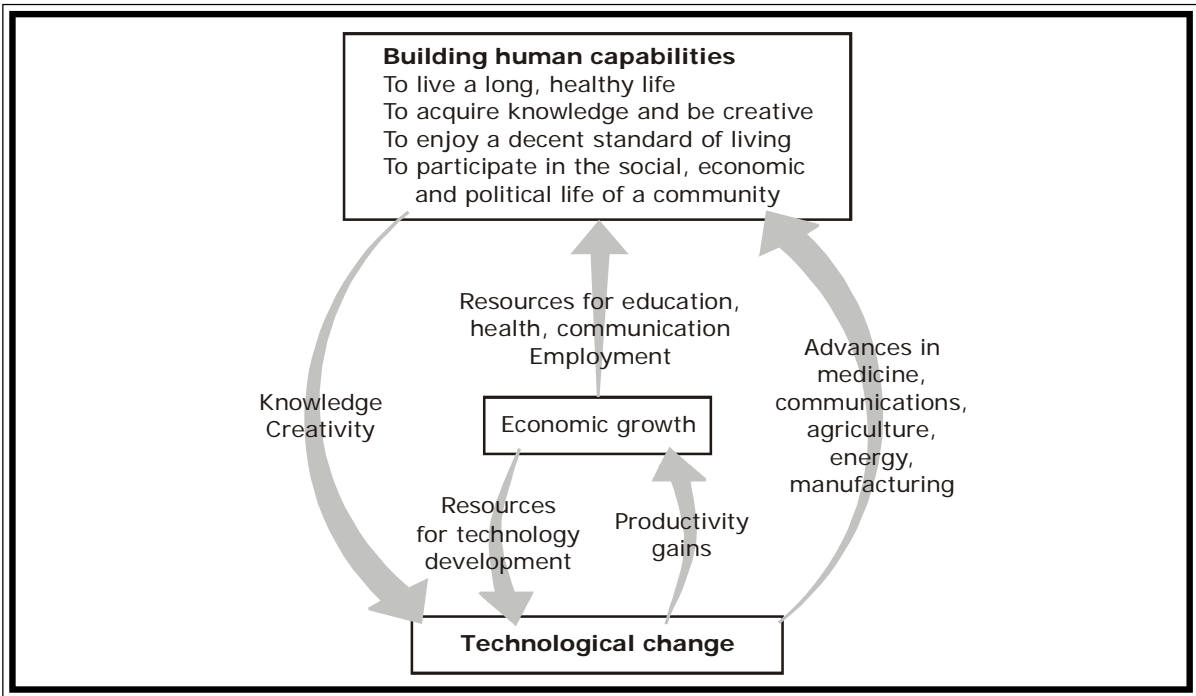 Building human capabilities
To live a long, healthy life
To acquire knowledge and be creative
To enjoy a decent standard of living
To participate in the social, economic
and political life of a community
Resources for education,
health, communication
Employment
Advances in
medicine,
communications,
agriculture,
energy,
manufacturing
Knowledge
Creativity
Economic growth
Resources
for technology
development
Productivity
gains
Technological change